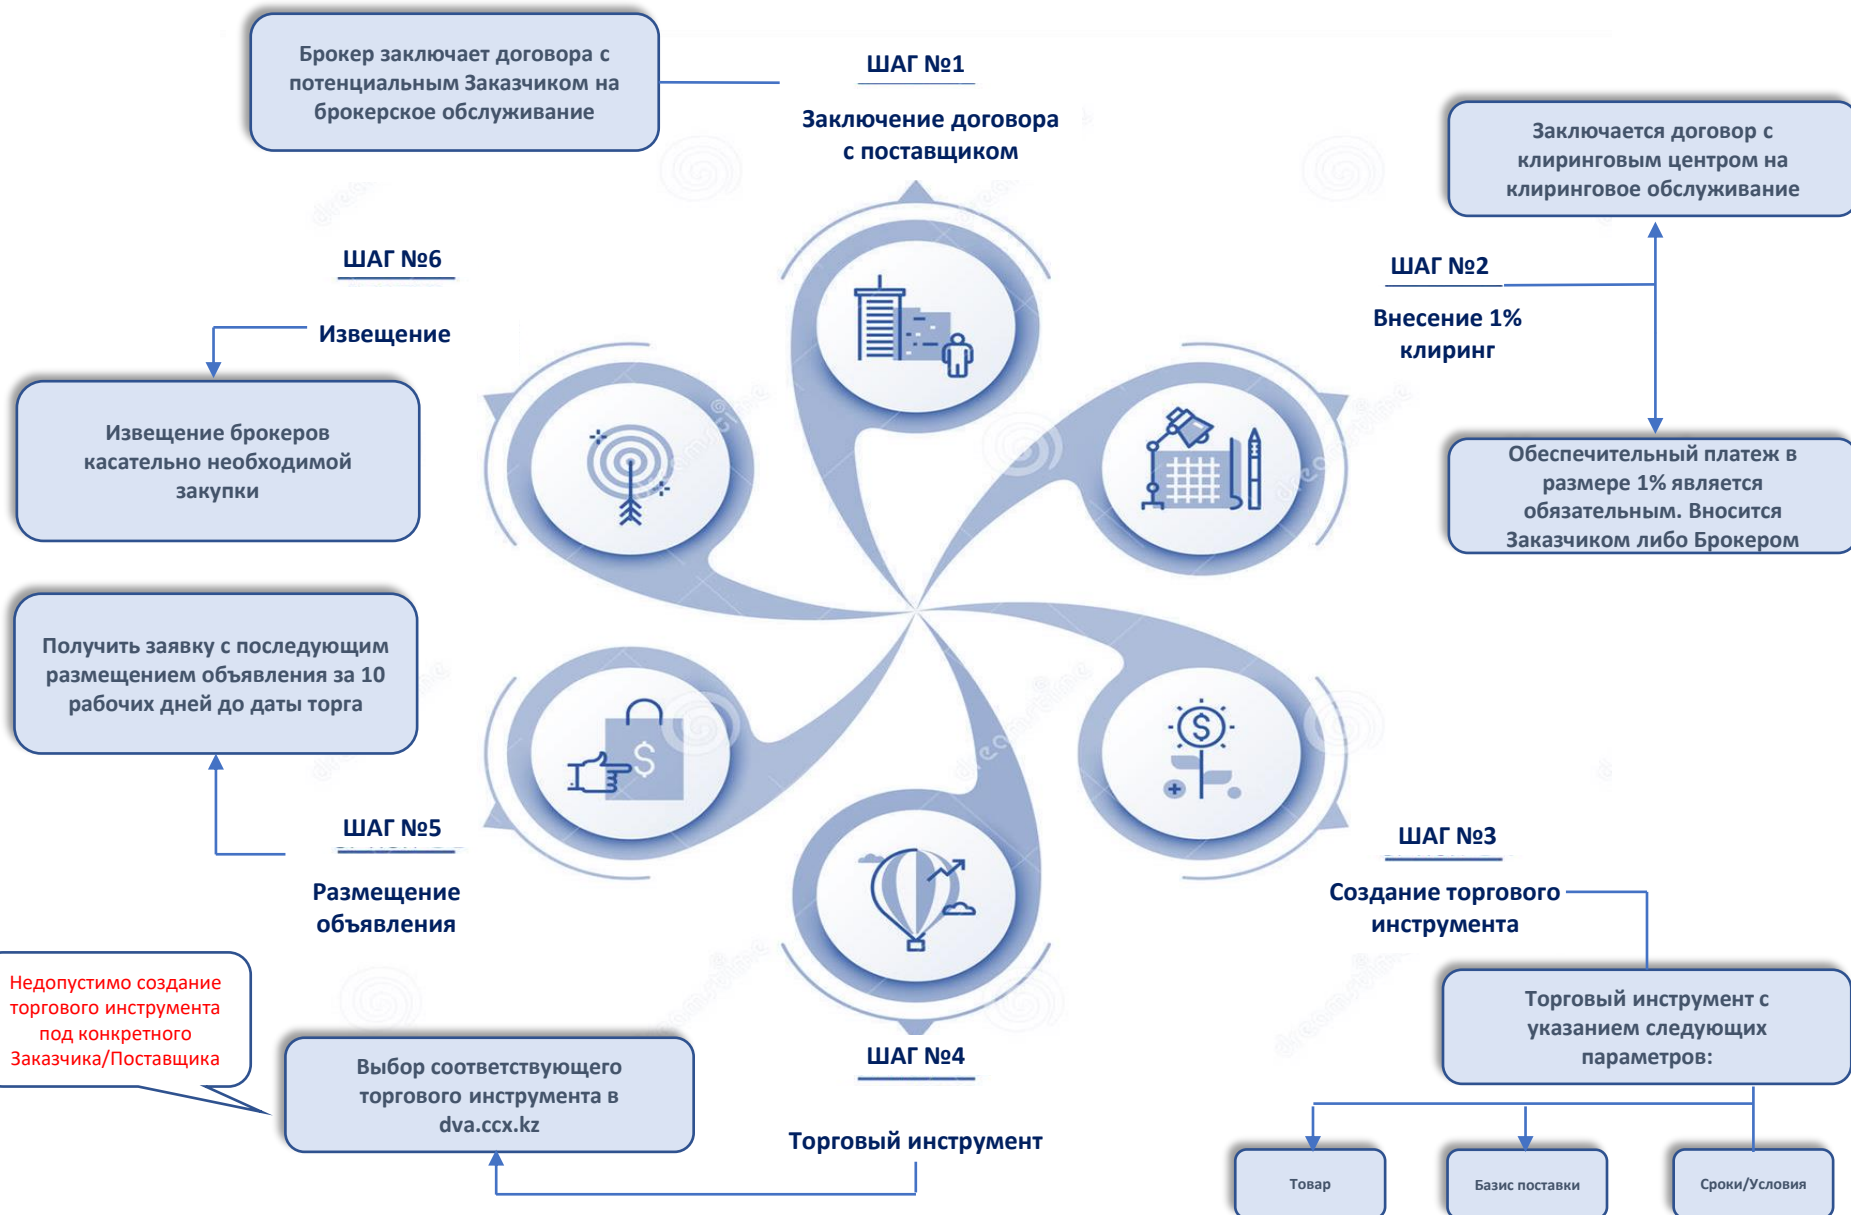 Брокер заключает договора с
потенциальным Заказчиком на
брокерское обслуживание
ШАГ №1
Заключение договора
с поставщиком
Заключается договор с
клиринговым центром на
клиринговое обслуживание
ШАГ №2
Внесение 1%
клиринг
Обеспечительный платеж в
размере 1% является
обязательным. Вносится
Заказчиком либо Брокером
ШАГ №6
Извещение
Извещение брокеров
касательно необходимой
закупки
Получить заявку с последующим
размещением объявления за 10
рабочих дней до даты торга
ШАГ №5
Размещение
объявления
ШАГ №3
Создание торгового
инструмента
Торговый инструмент с
указанием следующих
параметров:
Товар
Базис поставки
Сроки/Условия
Недопустимо создание
торгового инструмента
под конкретного
Заказчика/Поставщика
Выбор соответствующего
торгового инструмента в
dva.ccx.kz
ШАГ №4
Торговый инструмент